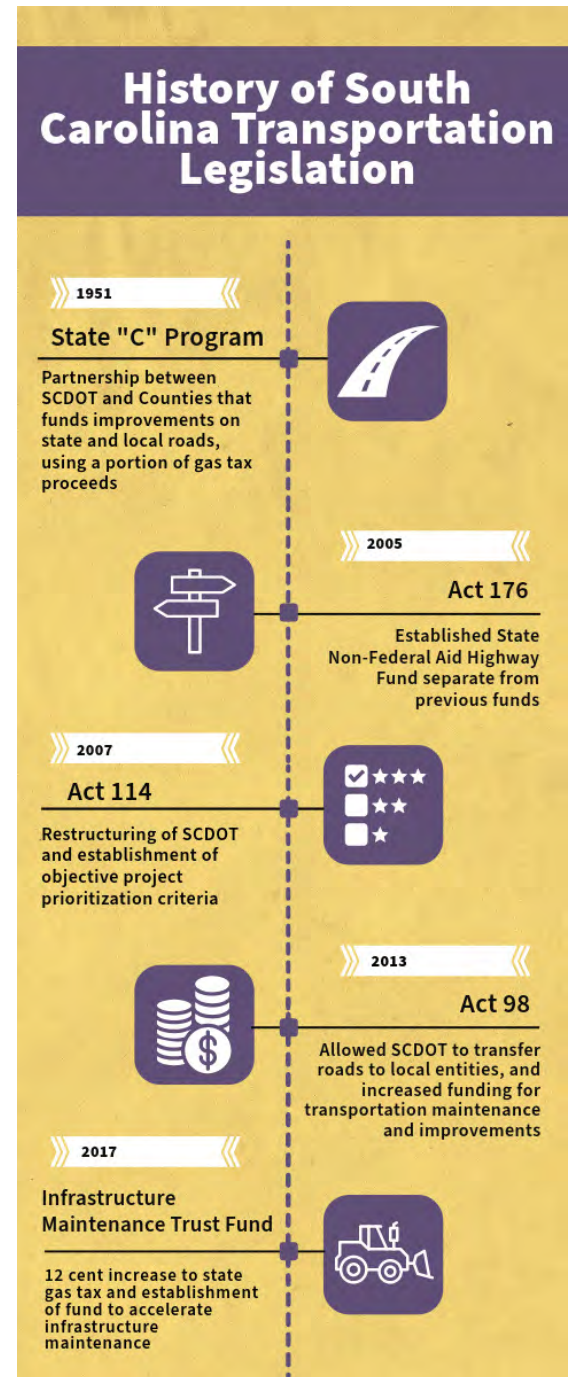 History of South
Carolina Transportation
Legislation
1951
State "C" Program
Partnership between
SCDOT and Counties that
funds improvements on
state and local roads,
using a portion of gas tax
proceeds
2005
Act 176
Established State
Non-Federal Aid Highway
Fund separate from
previous funds
2007
Act 114
Restructuring of SCDOT
and establishment of
objective project
prioritization criteria
2013
Act 98
Allowed SCDOT to transfer
roads to local entities, and
increased funding for
transportation maintenance
and improvements
2017
Infrastructure
Maintenance Trust Fund
12 cent increase to state
gas tax and establishment
of fund to accelerate
infrastructure
maintenance
$